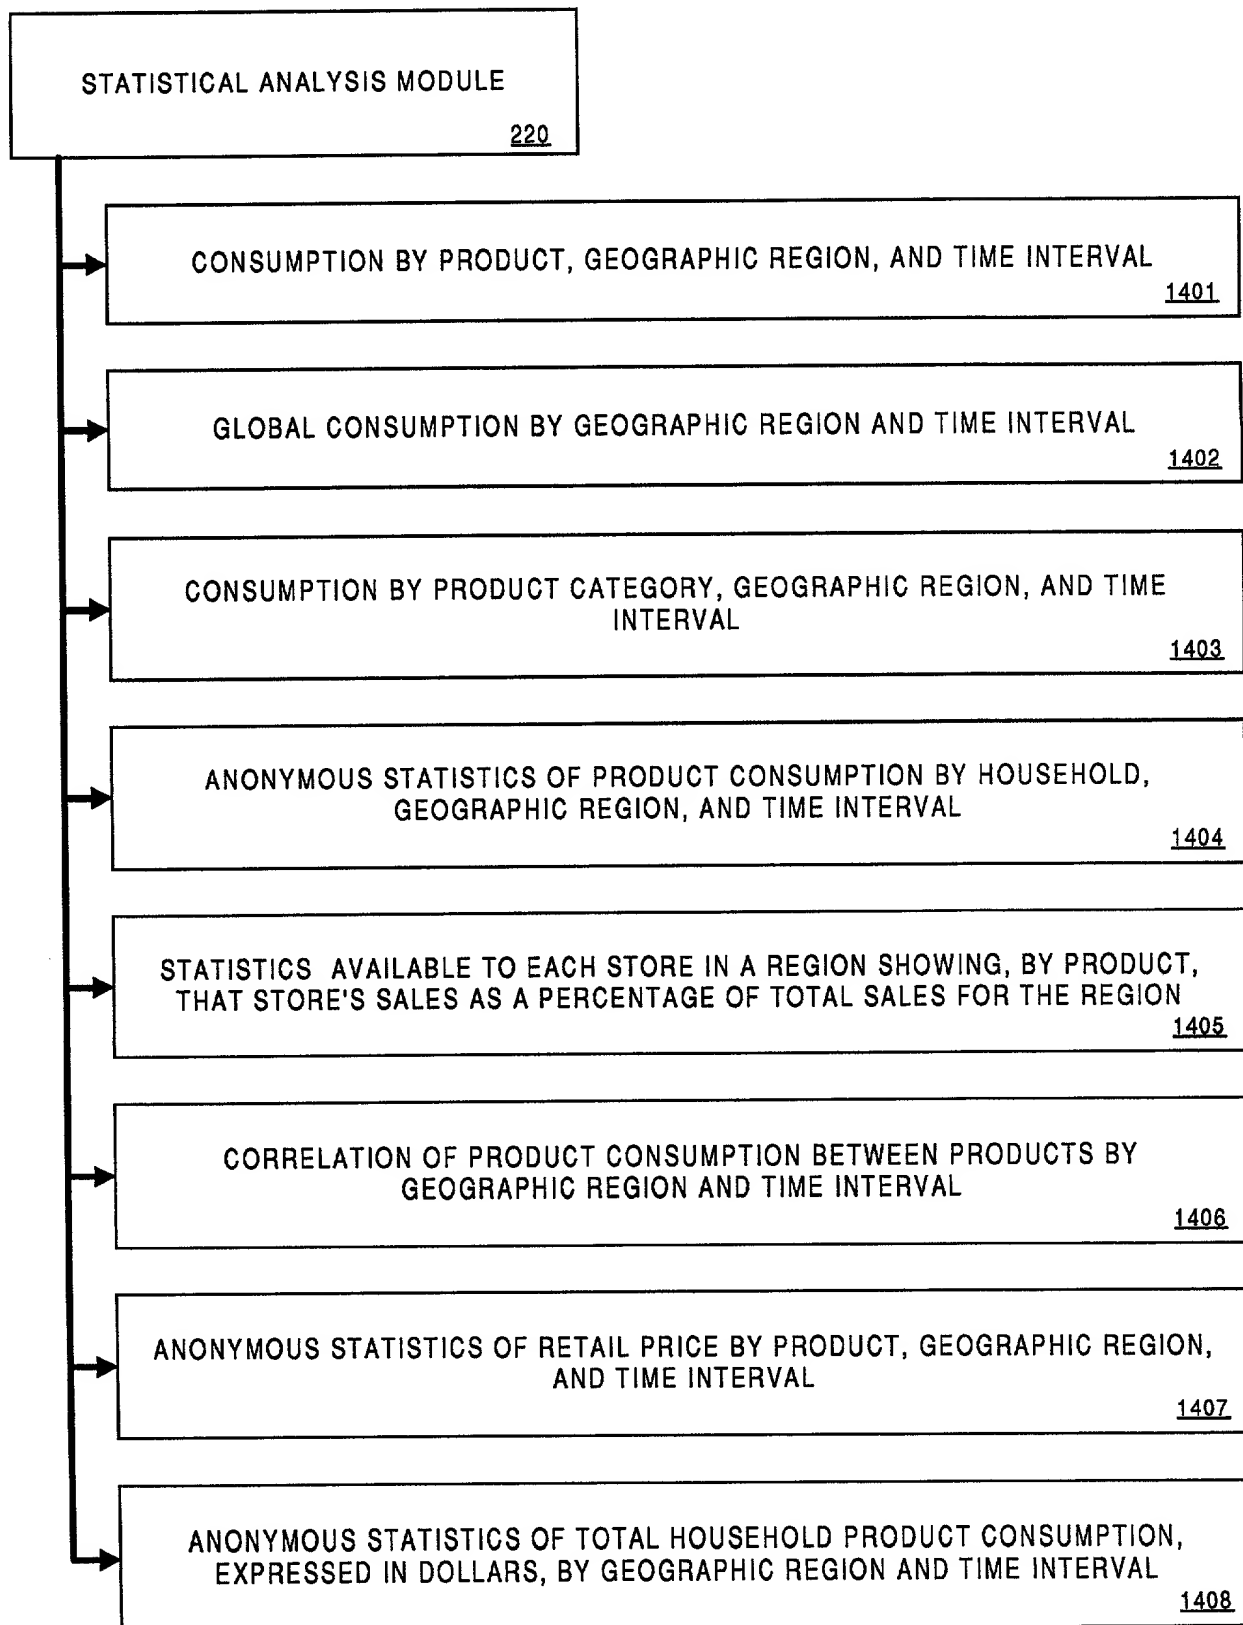 STATISTICAL ANALYSIS MODULE
220
CONSUMPTION BY PRODUCT, GEOGRAPHIC REGION, AND TIME INTERVAL
1401
GLOBAL CONSUMPTION BY GEOGRAPHIC REGION AND TIME INTERVAL
1402
CONSUMPTION BY PRODUCT CATEGORY, GEOGRAPHIC REGION, AND TIME
INTERVAL
1403
ANONYMOUS STATISTICS OF PRODUCT CONSUMPTION BY HOUSEHOLD,
GEOGRAPHIC REGION, AND TIME INTERVAL
1404
STATISTICS AVAILABLE TO EACH STORE IN A REGION SHOWING, BY PRODUCT,
THAT STORE'S SALES AS A PERCENTAGE OF TOTAL SALES FOR THE REGION
1405
CORRELATION OF PRODUCT CONSUMPTION BETWEEN PRODUCTS BY
GEOGRAPHIC REGION AND TIME INTERVAL
1406
ANONYMOUS STATISTICS OF RETAIL PRICE BY PRODUCT, GEOGRAPHIC REGION,
AND TIME INTERVAL
1407
ANONYMOUS STATISTICS OF TOTAL HOUSEHOLD PRODUCT CONSUMPTION,
EXPRESSED IN DOLLARS, BY GEOGRAPHIC REGION AND TIME INTERVAL
1408